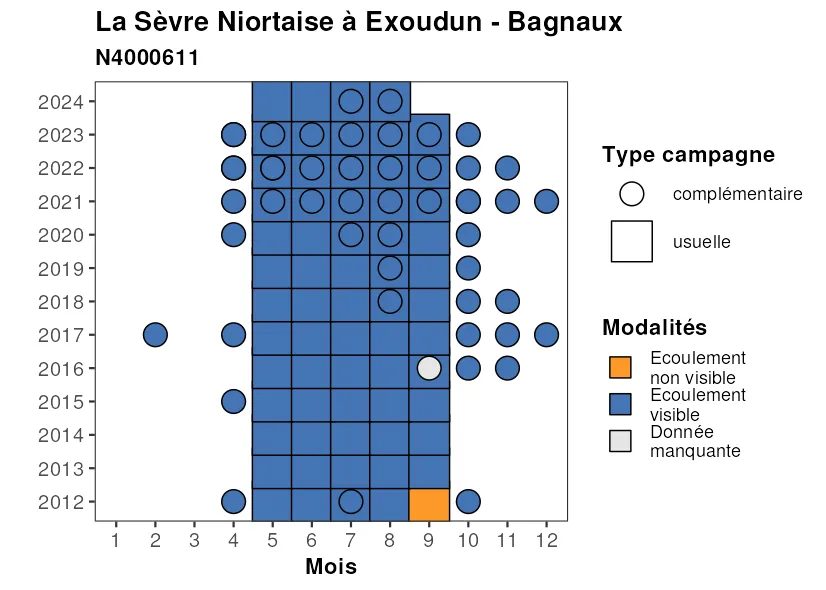 La Sèvre Niortaise à Exoudun - Bagnaux
N4000611
2024
2023
2022
2021
2020
2019
2018
2017
2016
2015
2014
2013
2012
1 2 3 4 5 6 7 8 9 10 11 12
Mois
Type campagne
complémentaire
usuelle
Modalités
Ecoulement
non visible
Ecoulement
visible
Donnée
manquante